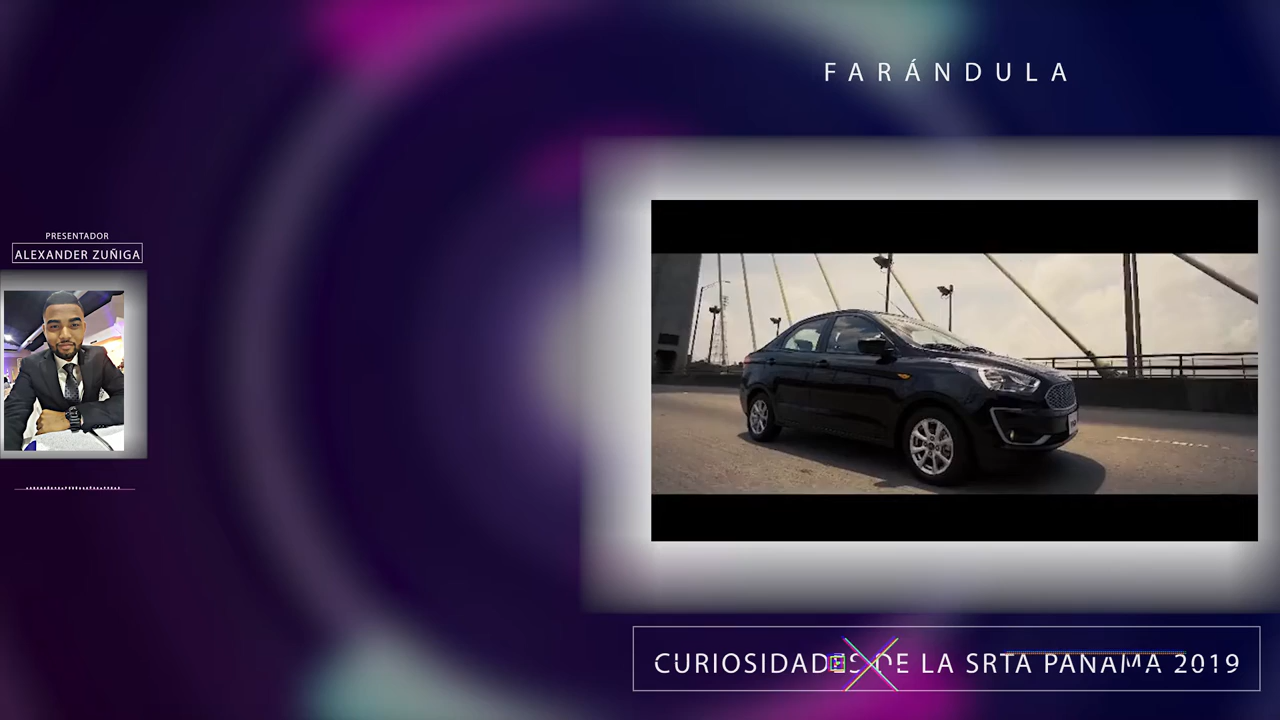 FARÁNDULA
PRESENTADOR
ALEXANDER ZUÑIGA
CURIOSIDADES DE LA SRTA PANAMA 2019